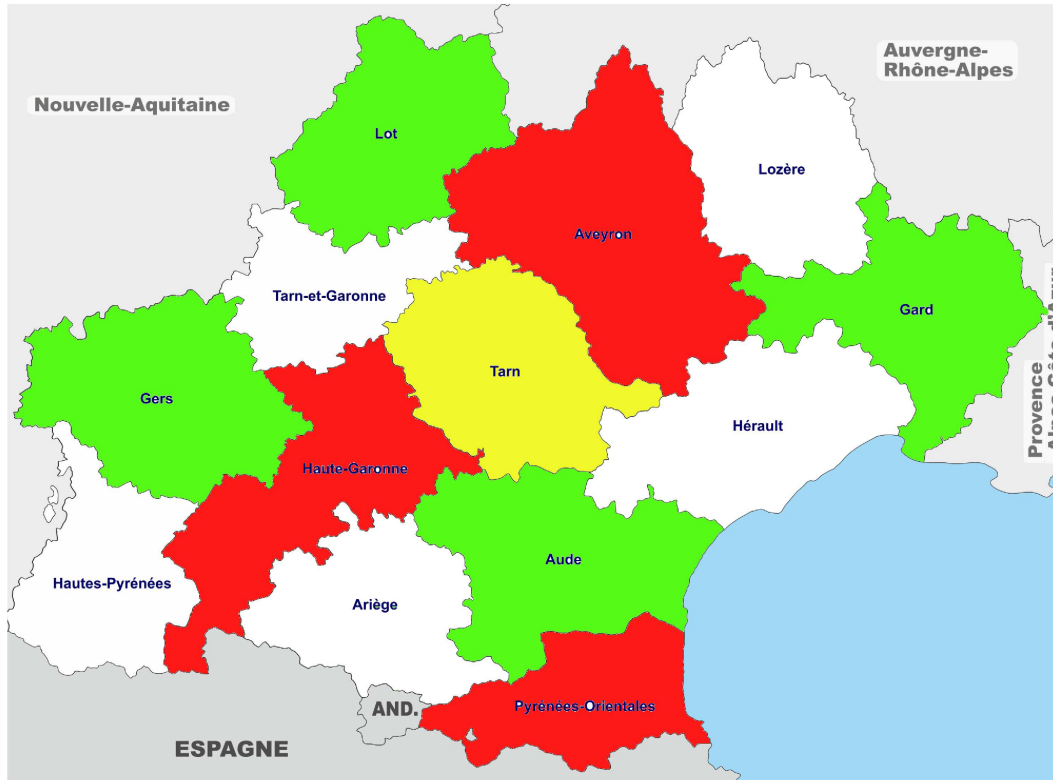 Auvergne-
Rhône-Alpes
Nouvelle-Aquitaine
Lot
Lozère
Aveyron
Tarn-et-Garonne
Gard
Provence
Tarn
Gers
Hérault
Haute-Garonne
Aude
Hautes-Pyrénées
Ariège
AND.
Pyrénées-Orientales
ESPAGNE